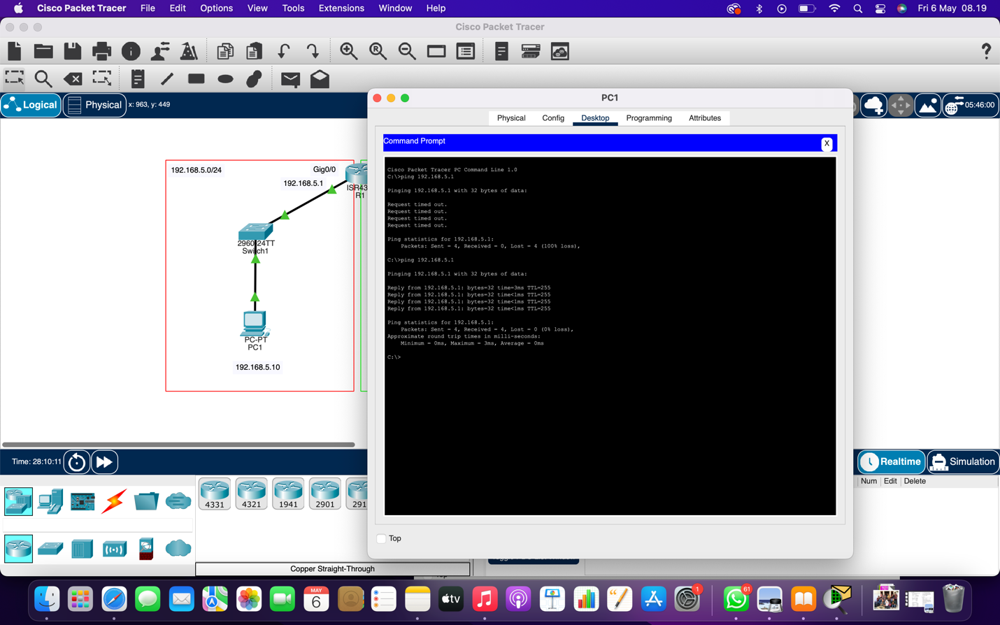 Cisco Packet Tracer File Edit Options View Tools Extensions Window Help Fri 6 May 08.19
Cisco Packet Tracer
Logical Physical x: 963, y: 449
05:46:00
PC1
Physical Config Desktop Programming Attributes
Command Prompt
X
Cisco Packet Tracer PC Command Line 1.0
C:\>ping 192.168.5.1
Pinging 192.168.5.1 with 32 bytes of data:
Request timed out.
Request timed out.
Request timed out.
Request timed out.
Ping statistics for 192.168.5.1:
Packets: Sent = 4, Received = 0, Lost = 4 (100% loss),
C:\>ping 192.168.5.1
Pinging 192.168.5.1 with 32 bytes of data:
Reply from 192.168.5.1: bytes=32 time=3ms TTL=255
Reply from 192.168.5.1: bytes=32 time<1ms TTL=255
Reply from 192.168.5.1: bytes=32 time<1ms TTL=255
Reply from 192.168.5.1: bytes=32 time<1ms TTL=255
Ping statistics for 192.168.5.1:
Packets: Sent = 4, Received = 4, Lost = 0 (0% loss),
Approximate round trip times in milli-seconds:
Minimum = 0ms, Maximum = 3ms, Average = 0ms
C:\>
Top
192.168.5.0/24
Gig0/0
192.168.5.1
ISR43
R1
2960-24TT
Switch1
PC-PT
PC1
192.168.5.10
Time: 28:10:11
Realtime Simulation
Num Edit Delete
4331 4321 1941 2901 291
Copper Straight-Through
MAY
6
tv
1
61